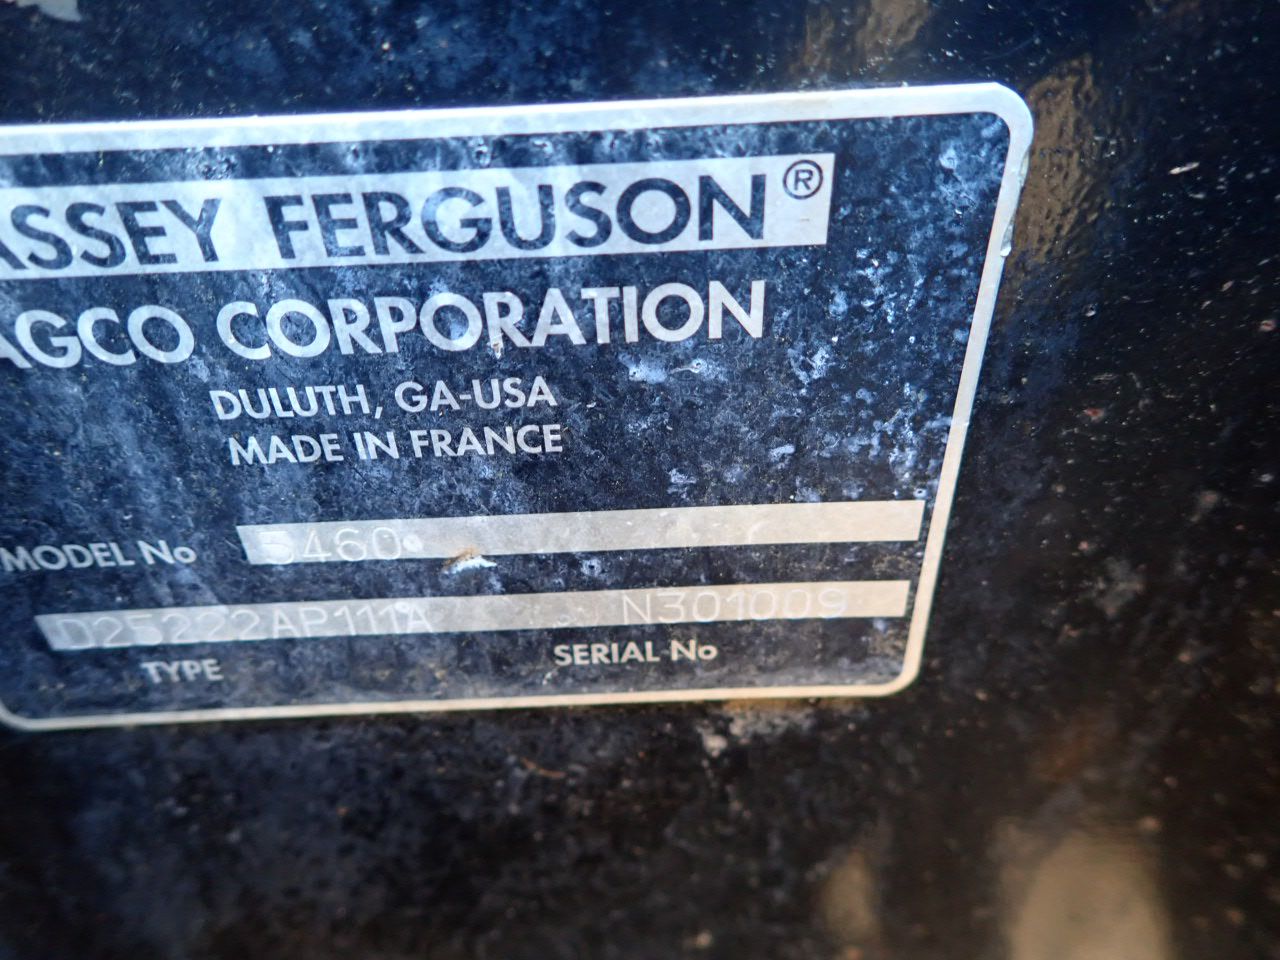 ASSEY FERGUSON®
AGCO CORPORATION
DULUTH, GA-USA
MADE IN FRANCE
MODEL No 5460
D25222AP111A N301009
TYPE SERIAL No